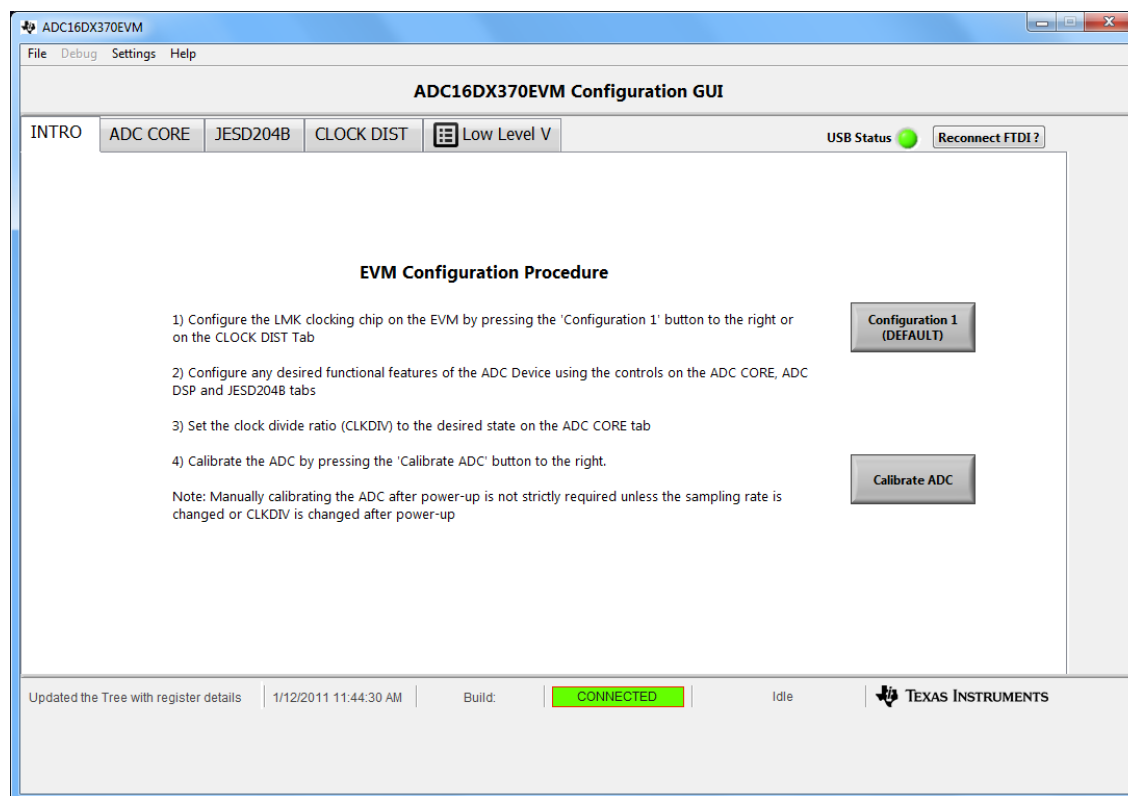 ADC16DX370EVM
File Debug Settings Help
ADC16DX370EVM Configuration GUI
INTRO ADC CORE JESD204B CLOCK DIST Low Level V USB Status Reconnect FTDI ?
EVM Configuration Procedure
1) Configure the LMK clocking chip on the EVM by pressing the 'Configuration 1' button to the right or
on the CLOCK DIST Tab
Configuration 1
(DEFAULT)
2) Configure any desired functional features of the ADC Device using the controls on the ADC CORE, ADC
DSP and JESD204B tabs
3) Set the clock divide ratio (CLKDIV) to the desired state on the ADC CORE tab
4) Calibrate the ADC by pressing the 'Calibrate ADC' button to the right.
Calibrate ADC
Note: Manually calibrating the ADC after power-up is not strictly required unless the sampling rate is
changed or CLKDIV is changed after power-up
Updated the Tree with register details 1/12/2011 11:44:30 AM Build: CONNECTED Idle TEXAS INSTRUMENTS